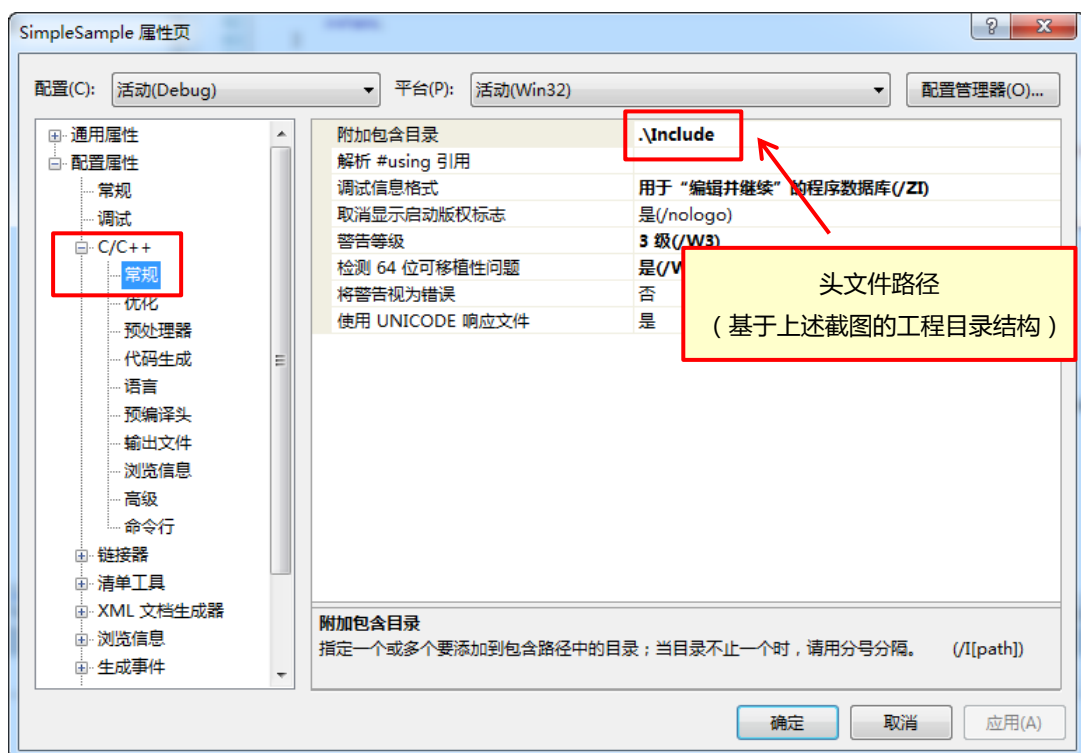 SimpleSample 属性页
配置(C): 活动(Debug) 平台(P): 活动(Win32) 配置管理器(O)...
通用属性
配置属性
常规
调试
C/C++
常规
优化
预处理器
代码生成
语言
预编译头
输出文件
浏览信息
高级
命令行
链接器
清单工具
XML 文档生成器
浏览信息
生成事件
附加包含目录 .\Include
解析 #using 引用
调试信息格式 用于“编辑并继续”的程序数据库(/ZI)
取消显示启动版权标志 是(/nologo)
警告等级 3 级(/W3)
检测 64 位可移植性问题 是(/W
将警告视为错误 否
使用 UNICODE 响应文件 是
头文件路径
（基于上述截图的工程目录结构）
附加包含目录
指定一个或多个要添加到包含路径中的目录；当目录不止一个时，请用分号分隔。 (/I[path])
确定 取消 应用(A)